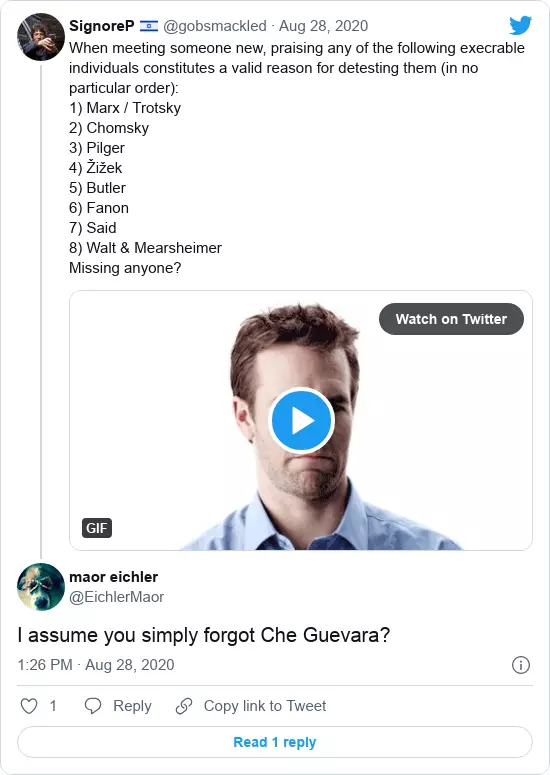 SignoreP 🇮🇱 @gobsmackled · Aug 28, 2020
When meeting someone new, praising any of the following execrable
individuals constitutes a valid reason for detesting them (in no
particular order):
1) Marx / Trotsky
2) Chomsky
3) Pilger
4) Žižek
5) Butler
6) Fanon
7) Said
8) Walt & Mearsheimer
Missing anyone?
Watch on Twitter
GIF
maor eichler
@EichlerMaor
I assume you simply forgot Che Guevara?
1:26 PM · Aug 28, 2020
1 Reply Copy link to Tweet
Read 1 reply